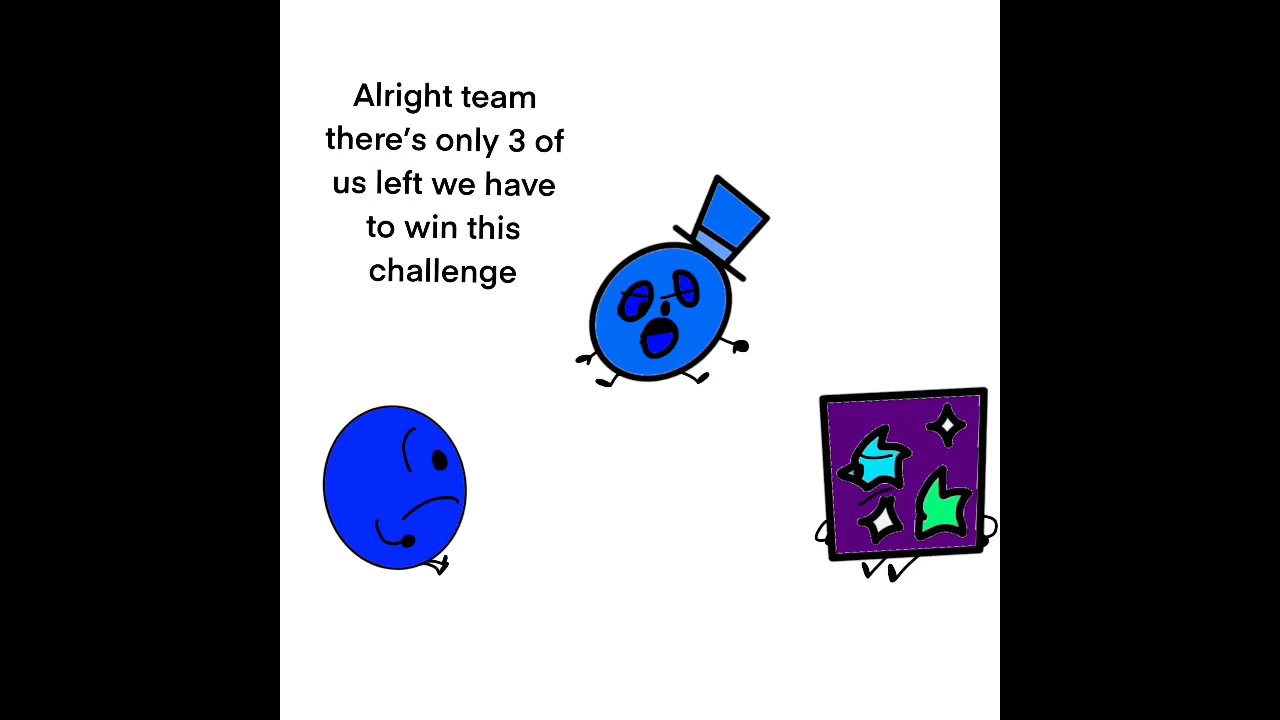 Alright team
there’s only 3 of
us left we have
to win this
challenge